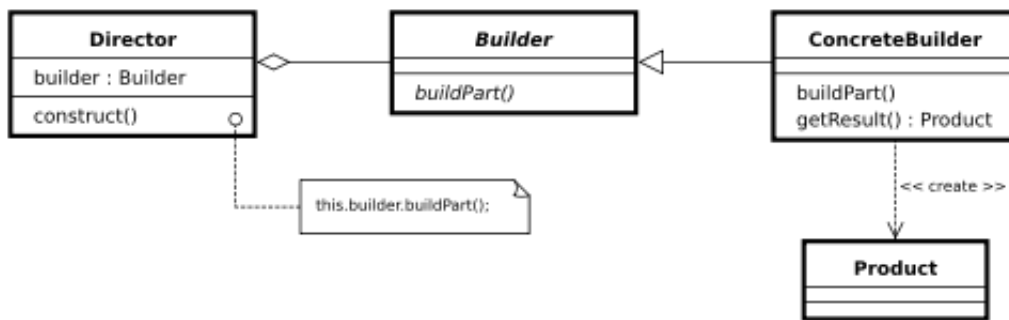 Director
builder : Builder
construct()
Builder
buildPart()
ConcreteBuilder
buildPart()
getResult() : Product
this.builder.buildPart();
<< create >>
Product